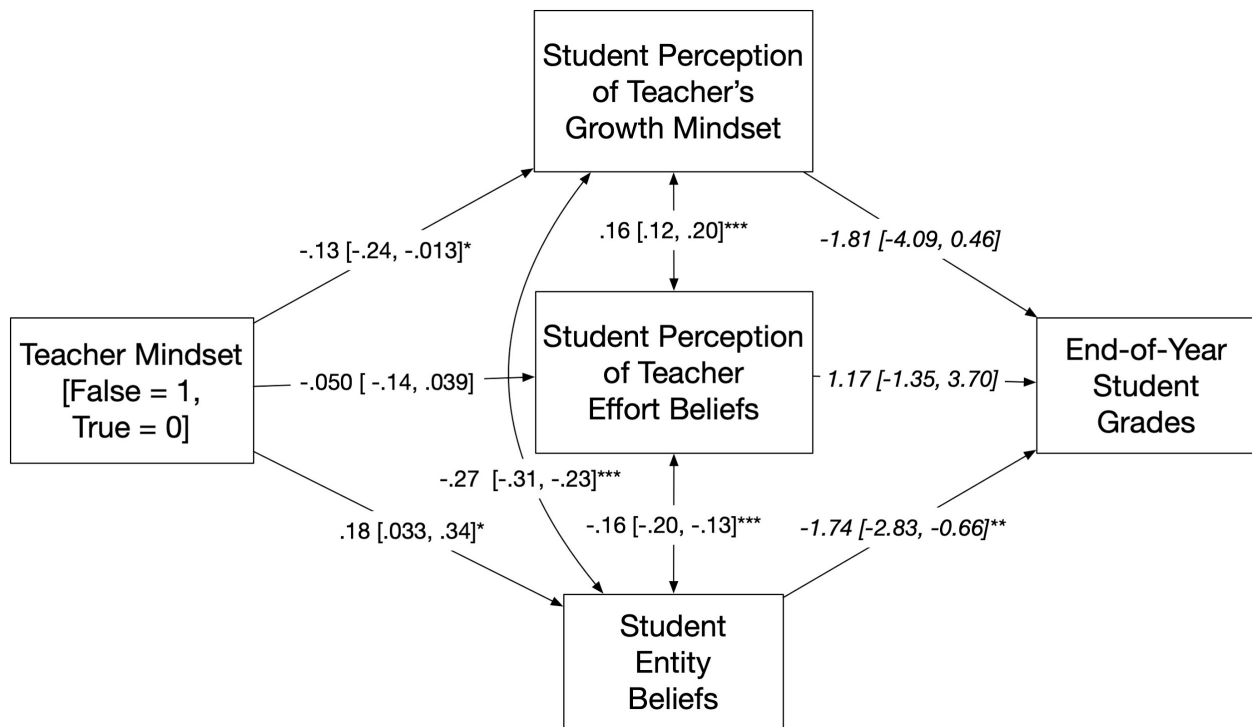 Student Perception
of Teacher’s
Growth Mindset
-.13 [-.24, -.013]*
.16 [.12, .20]***
-1.81 [-4.09, 0.46]
Teacher Mindset
[False = 1,
True = 0]
-.050 [ -.14, .039]
Student Perception
of Teacher
Effort Beliefs
1.17 [-1.35, 3.70]
End-of-Year
Student
Grades
-.27  [-.31, -.23]***
.18 [.033, .34]*
-.16 [-.20, -.13]***
-1.74 [-2.83, -0.66]**
Student
Entity
Beliefs